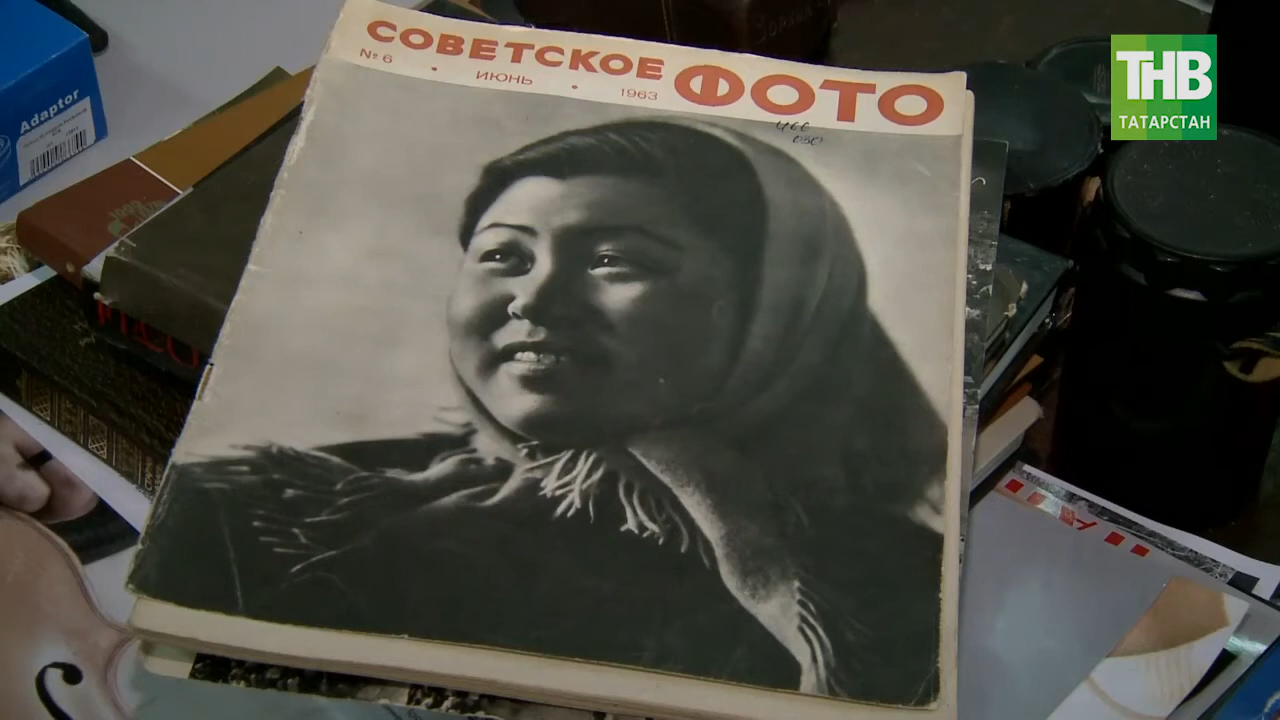 СОВЕТСКОЕ ФОТО
№ 6 • ИЮНЬ • 1963
ТНВ
ТАТАРСТАН
Adaptor